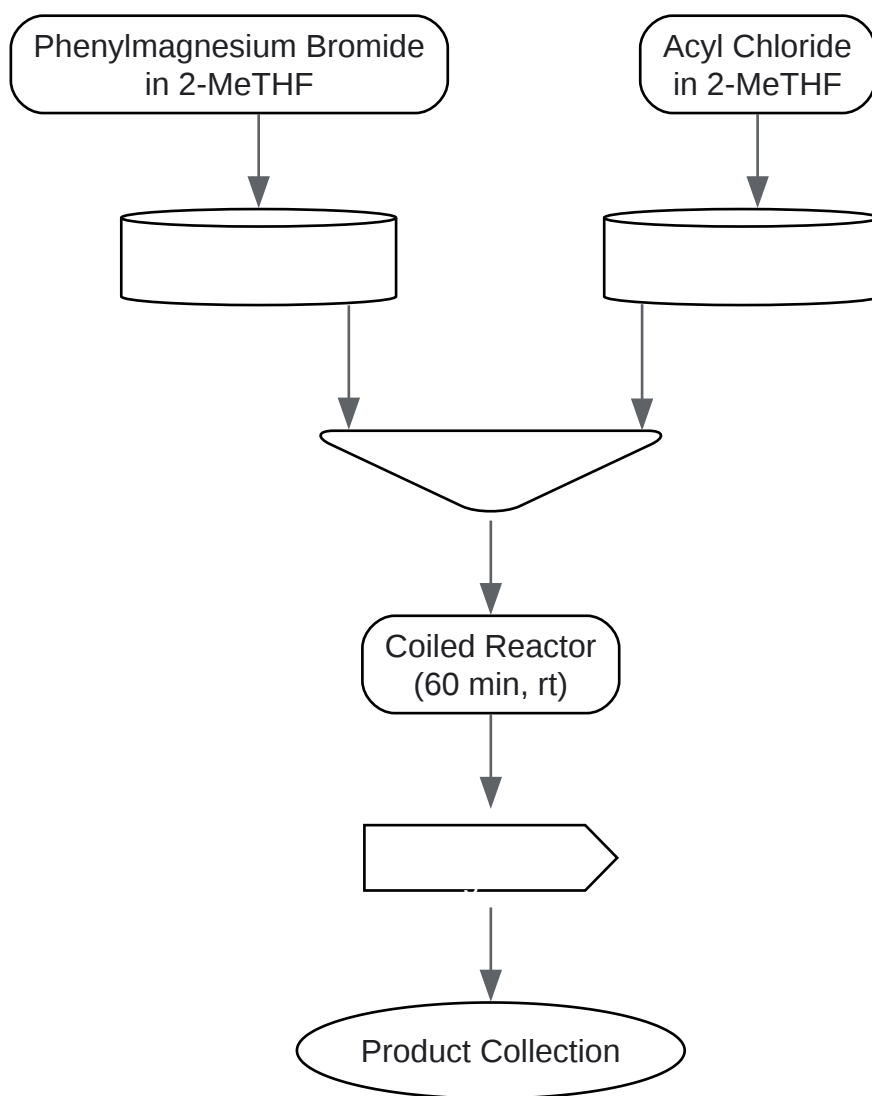 Phenylmagnesium Bromide
in 2-MeTHF
Acyl Chloride
in 2-MeTHF
Coiled Reactor
(60 min, rt)
Product Collection